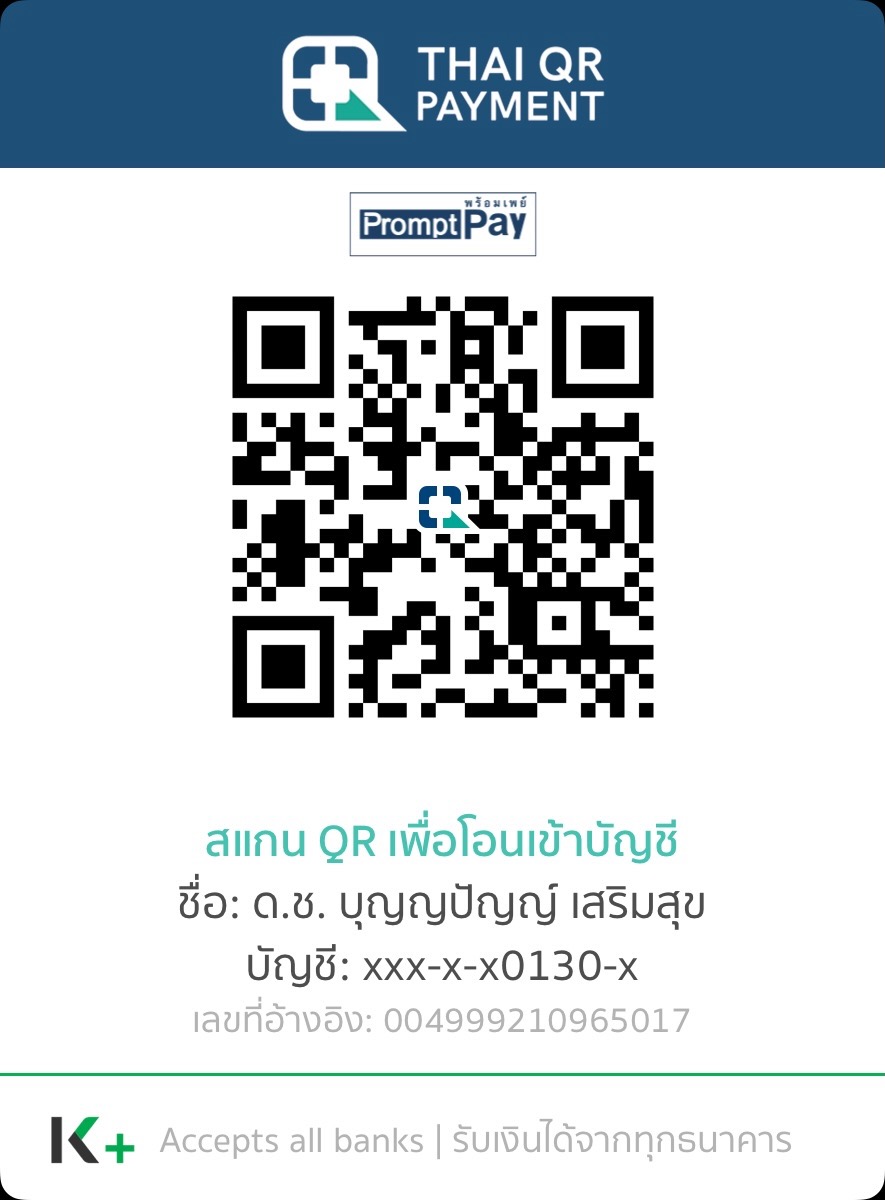 THAI QR
PAYMENT
พร้อมเพย์
PromptPay
สแกน QR เพื่อโอนเข้าบัญชี
ชื่อ: ด.ช. บุญญปัญญ์ เสริมสุข
บัญชี: xxx-x-x0130-x
เลขที่อ้างอิง: 004999210965017
K+ Accepts all banks | รับเงินได้จากทุกธนาคาร